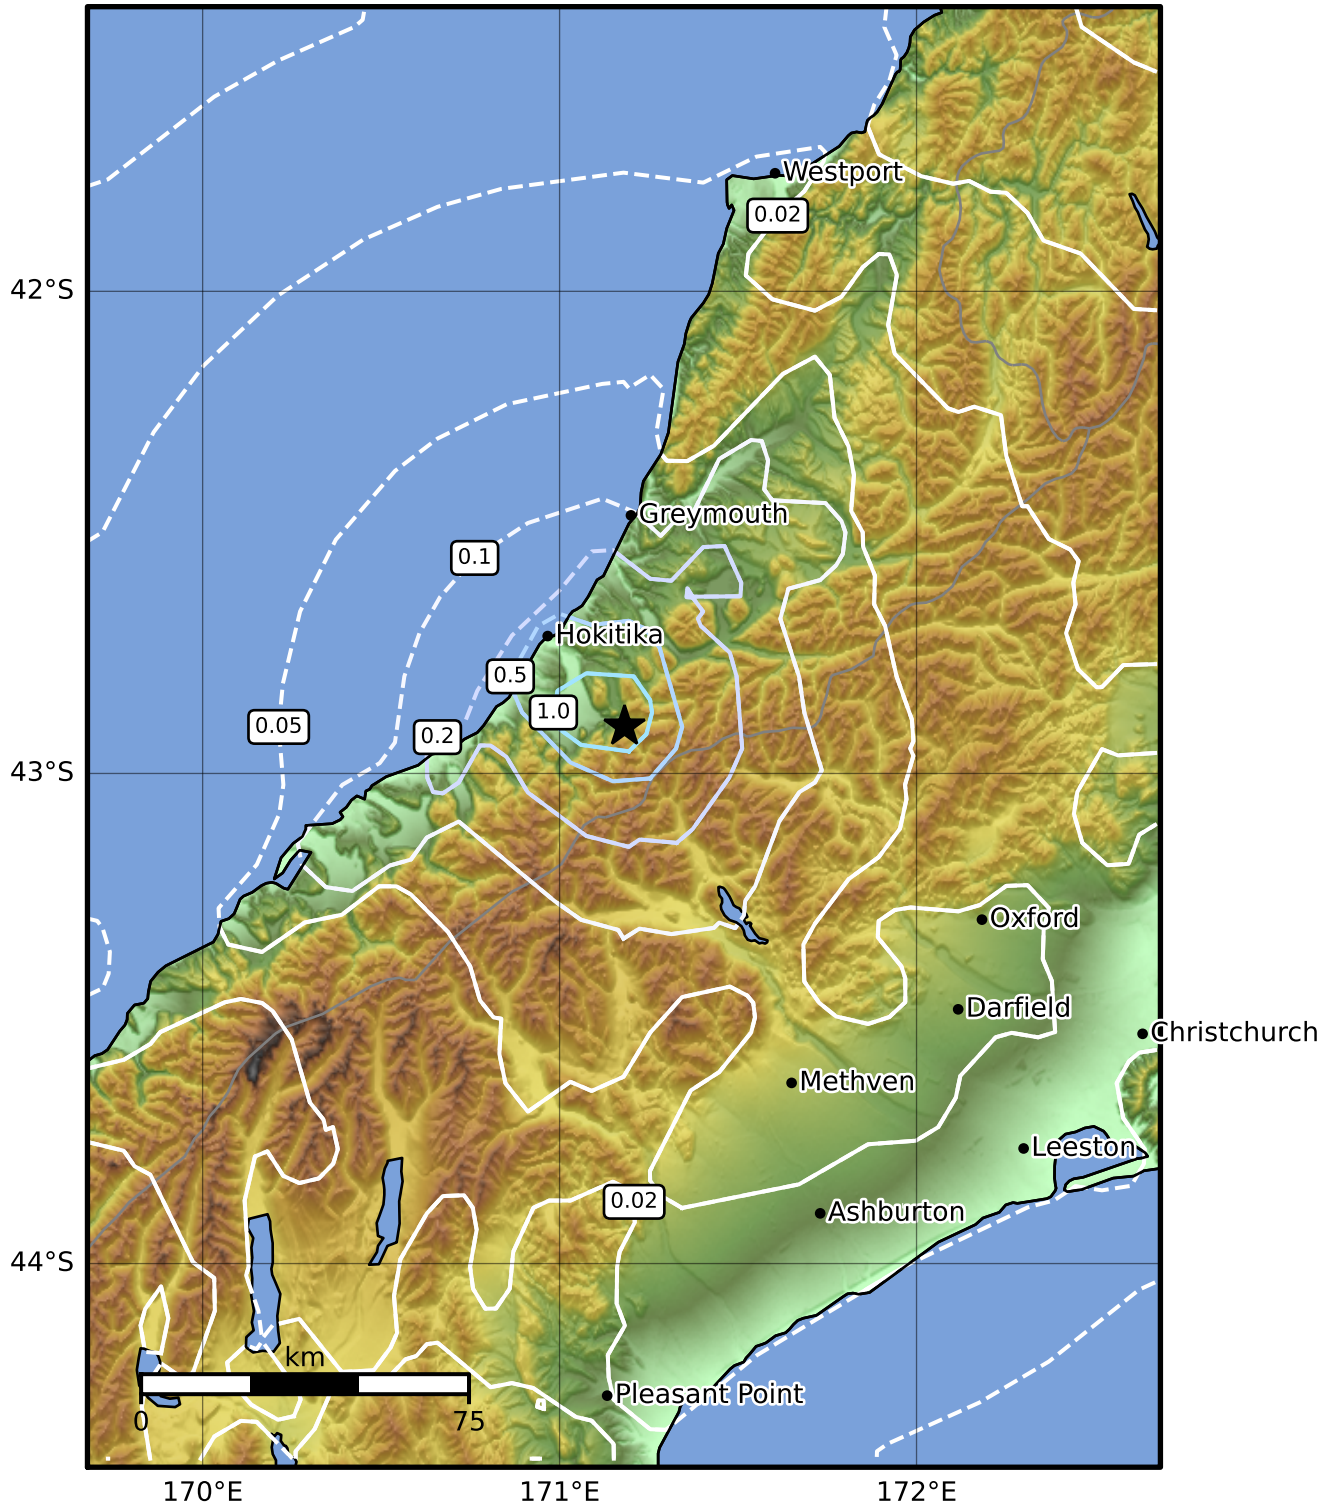 Westport
0.02
42°S
Greymouth
0.1
Hokitika
0.5
1.0
0.05
0.2
43°S
Oxford
Darfield
Christchurch
Methven
Leeston
0.02
Ashburton
44°S
km
Pleasant Point
0
75
170°E
171°E
172°E